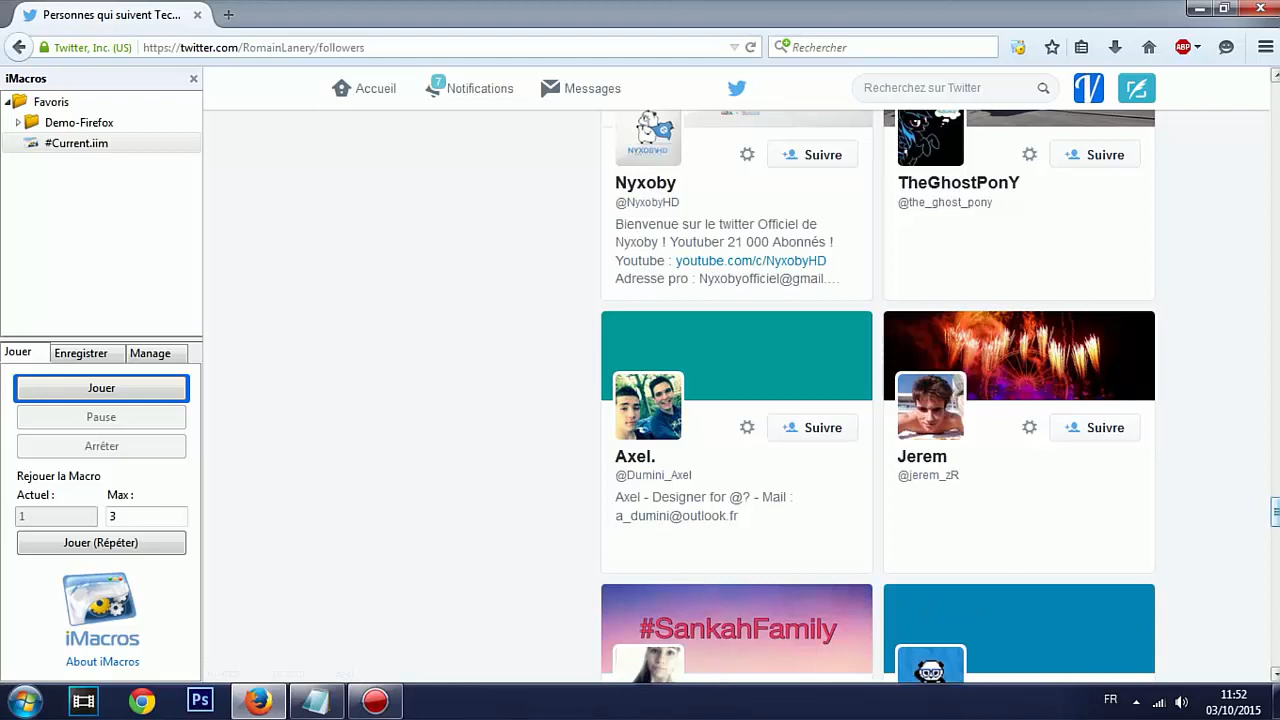 Personnes qui suivent Tec...
Twitter, Inc. (US)
https://twitter.com/RomainLanery/followers
Rechercher
ABP
iMacros
Favoris
Demo-Firefox
#Current.iim
Accueil
7
Notifications
Messages
Recherchez sur Twitter
NYXOBYHD
Suivre
Nyxoby
@NyxobyHD
Bienvenue sur le twitter Officiel de
Nyxoby ! Youtuber 21 000 Abonnés !
Youtube : youtube.com/c/NyxobyHD
Adresse pro : Nyxobyofficiel@gmail....
Suivre
TheGhostPonY
@the_ghost_pony
Suivre
Axel.
@Dumini_Axel
Axel - Designer for @? - Mail :
a_dumini@outlook.fr
Suivre
Jerem
@jerem_zR
#SankahFamily
Jouer
Enregistrer
Manage
Jouer
Pause
Arrêter
Rejouer la Macro
Actuel :
Max :
1
3
Jouer (Répéter)
iMacros
About iMacros
Ps
FR
11:52
03/10/2015